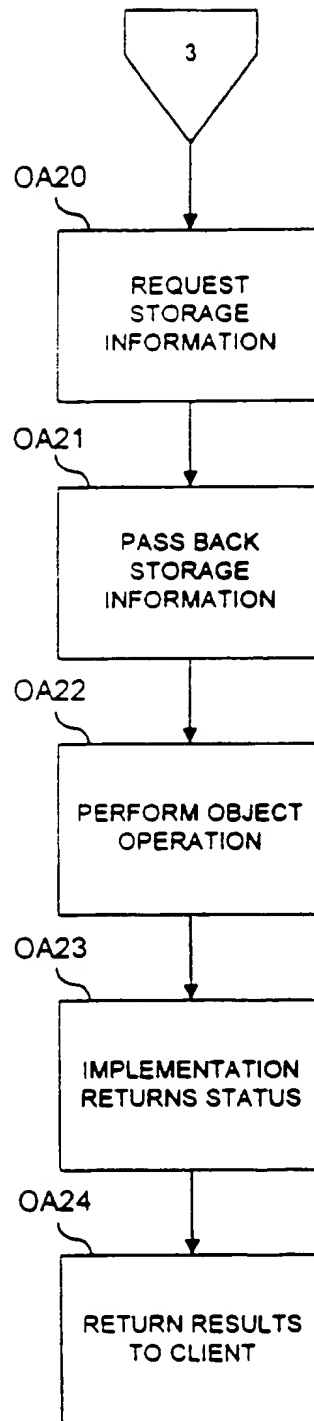 3
OA20
REQUEST
STORAGE
INFORMATION
OA21
PASS BACK
STORAGE
INFORMATION
OA22
PERFORM OBJECT
OPERATION
OA23
IMPLEMENTATION
RETURNS STATUS
OA24
RETURN RESULTS
TO CLIENT